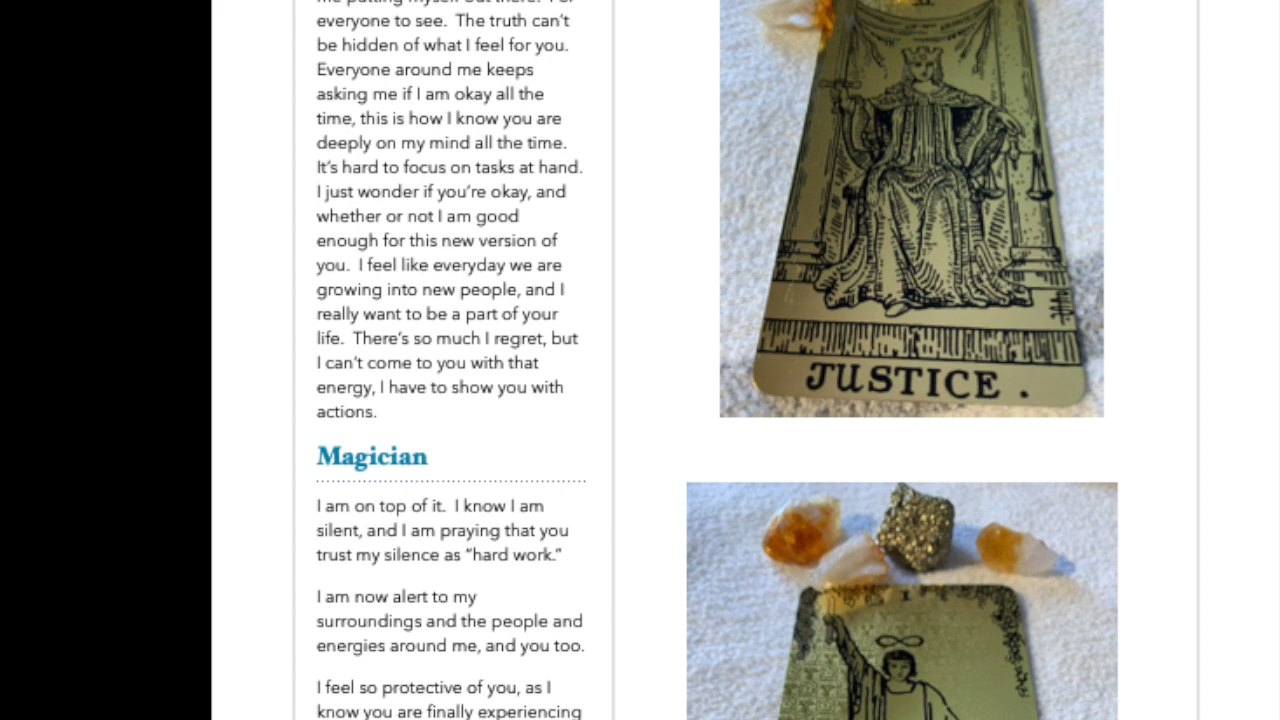 everyone to see.  The truth can't
be hidden of what I feel for you.
Everyone around me keeps
asking me if I am okay all the
time, this is how I know you are
deeply on my mind all the time.
It's hard to focus on tasks at hand.
I just wonder if you're okay, and
whether or not I am good
enough for this new version of
you.  I feel like everyday we are
growing into new people, and I
really want to be a part of your
life.  There's so much I regret, but
I can't come to you with that
energy, I have to show you with
actions.
Magician
I am on top of it.  I know I am
silent, and I am praying that you
trust my silence as "hard work."
I am now alert to my
surroundings and the people and
energies around me, and you too.
I feel so protective of you, as I
know you are finally experiencing
JUSTICE .
I